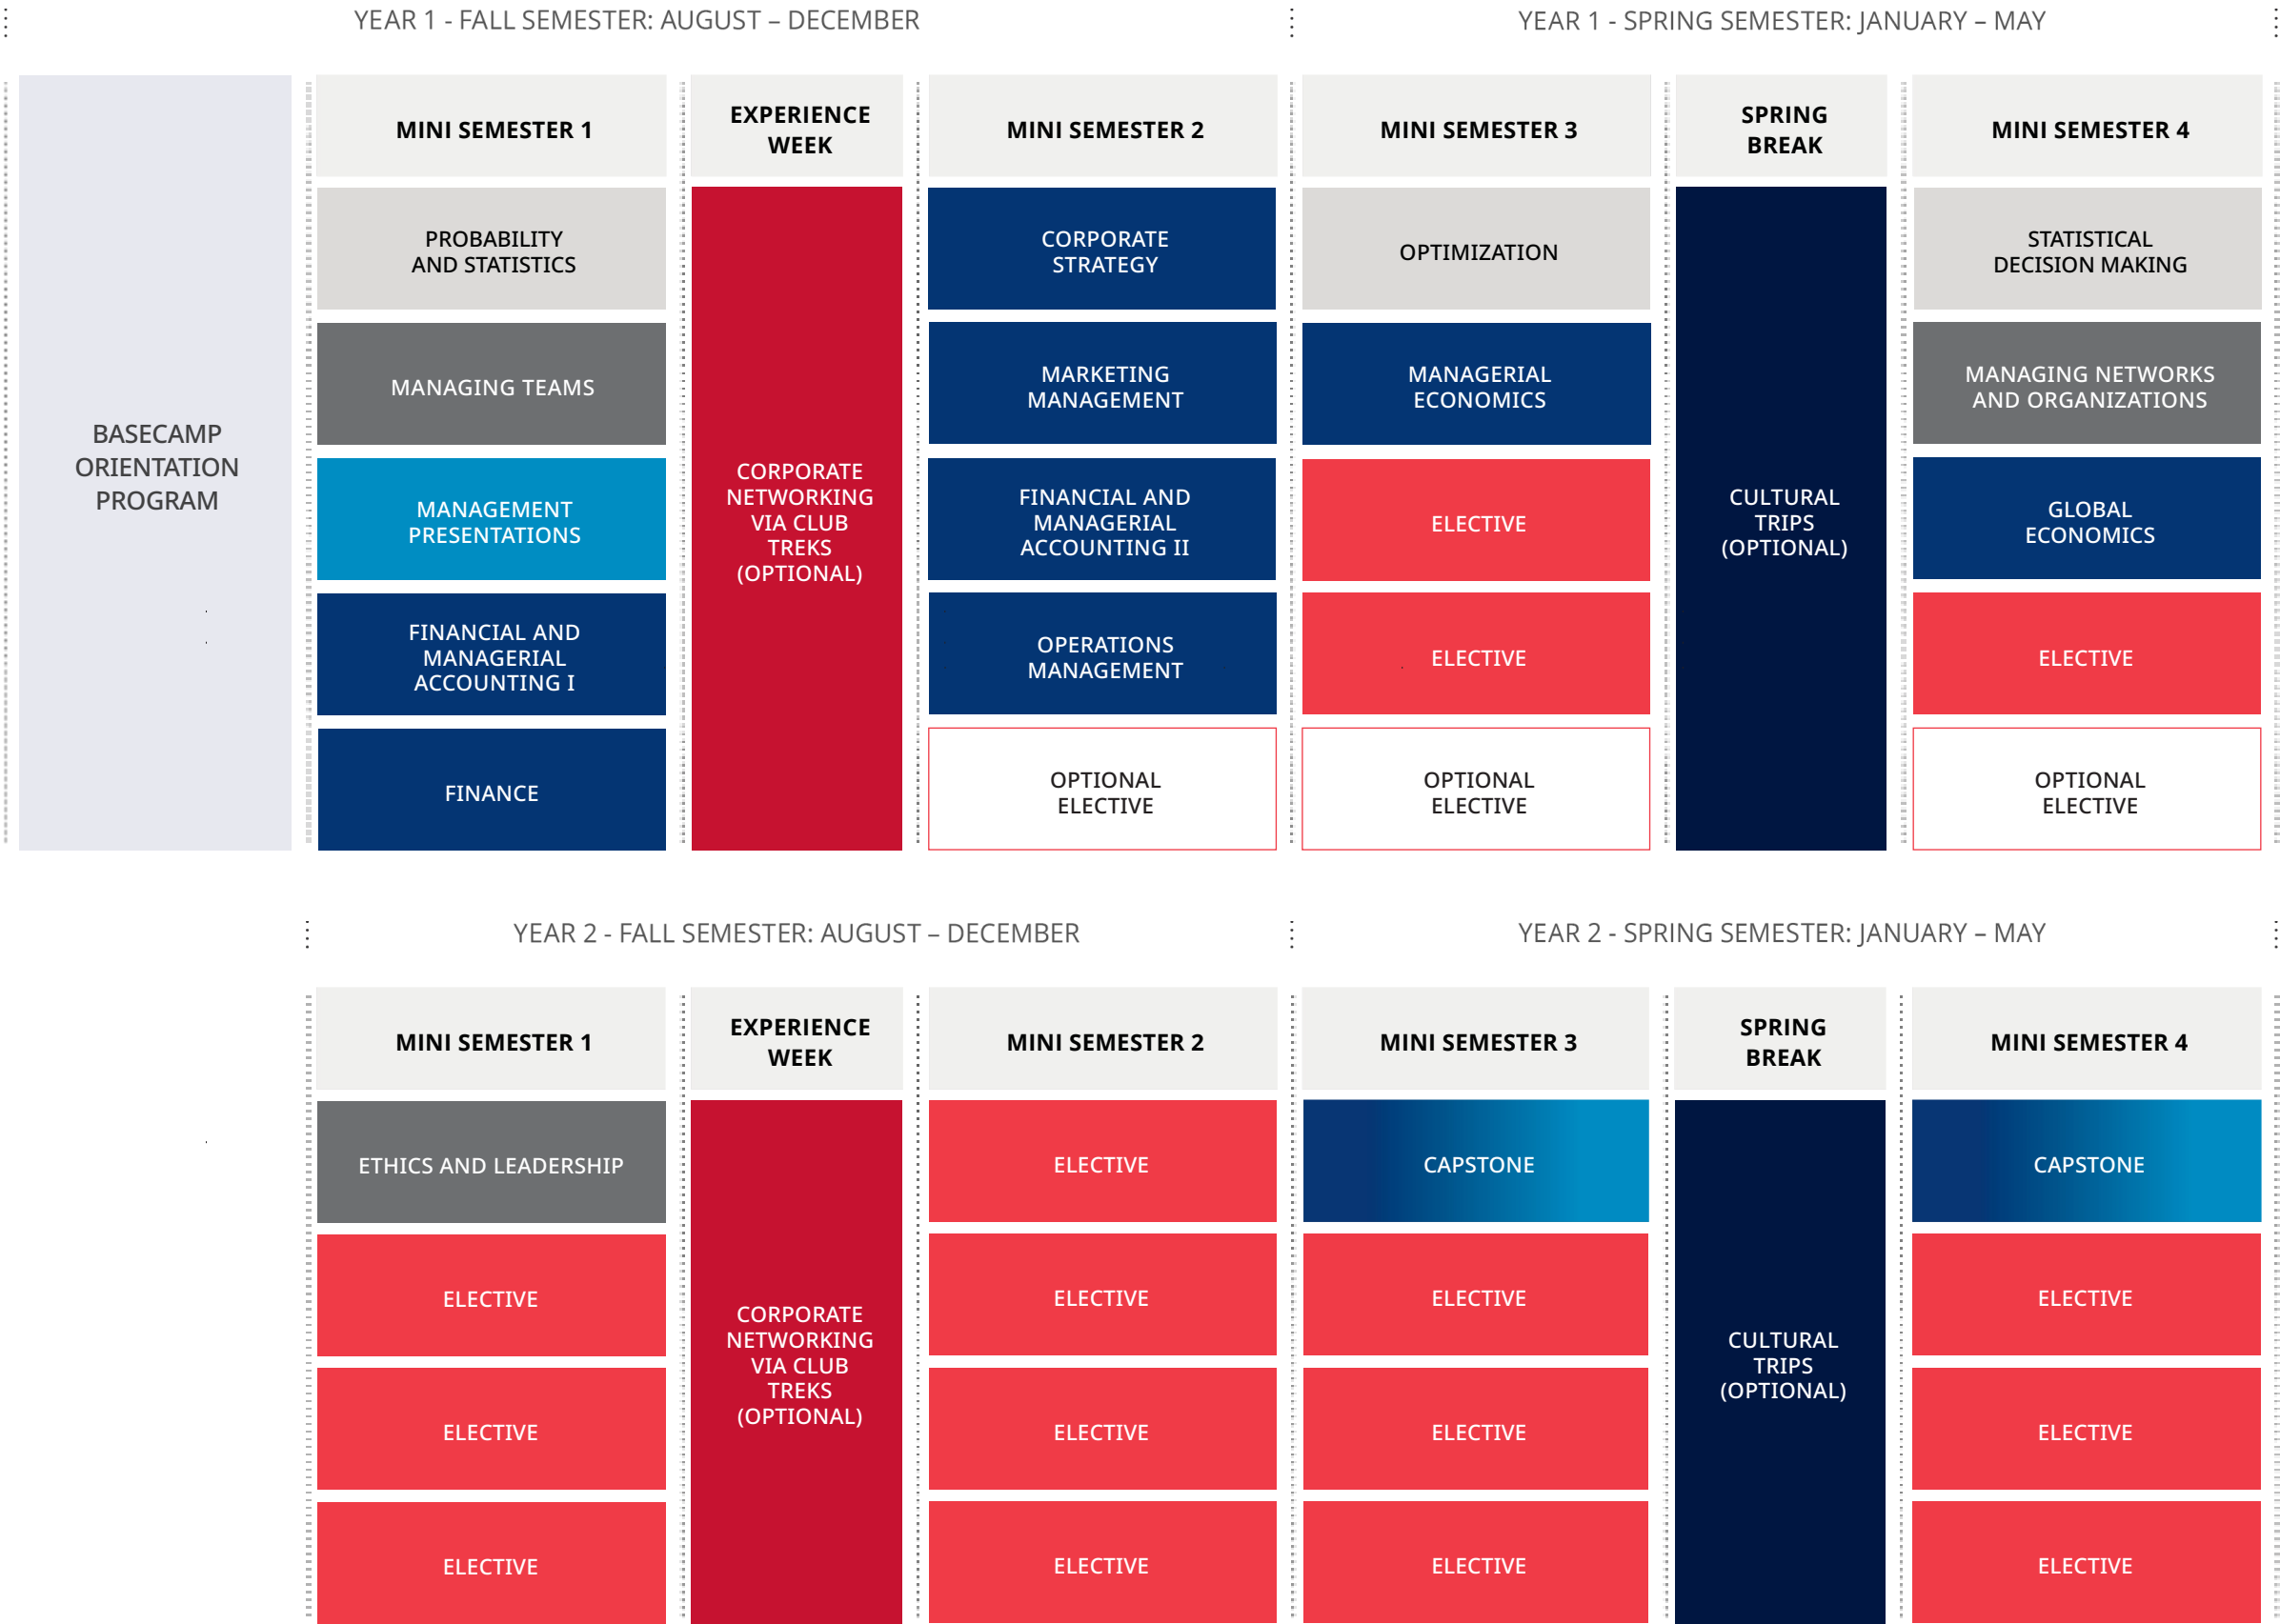 YEAR 1 - FALL SEMESTER: AUGUST – DECEMBER
YEAR 1 - SPRING SEMESTER: JANUARY – MAY
BASECAMP
ORIENTATION
PROGRAM
MINI SEMESTER 1
PROBABILITY
AND STATISTICS
MANAGING TEAMS
MANAGEMENT
PRESENTATIONS
FINANCIAL AND
MANAGERIAL
ACCOUNTING I
FINANCE
EXPERIENCE
WEEK
CORPORATE
NETWORKING
VIA CLUB
TREKS
(OPTIONAL)
MINI SEMESTER 2
CORPORATE
STRATEGY
MARKETING
MANAGEMENT
FINANCIAL AND
MANAGERIAL
ACCOUNTING II
OPERATIONS
MANAGEMENT
OPTIONAL
ELECTIVE
MINI SEMESTER 3
OPTIMIZATION
MANAGERIAL
ECONOMICS
ELECTIVE
ELECTIVE
OPTIONAL
ELECTIVE
SPRING
BREAK
CULTURAL
TRIPS
(OPTIONAL)
MINI SEMESTER 4
STATISTICAL
DECISION MAKING
MANAGING NETWORKS
AND ORGANIZATIONS
GLOBAL
ECONOMICS
ELECTIVE
OPTIONAL
ELECTIVE
YEAR 2 - FALL SEMESTER: AUGUST – DECEMBER
YEAR 2 - SPRING SEMESTER: JANUARY – MAY
MINI SEMESTER 1
ETHICS AND LEADERSHIP
ELECTIVE
ELECTIVE
ELECTIVE
EXPERIENCE
WEEK
CORPORATE
NETWORKING
VIA CLUB
TREKS
(OPTIONAL)
MINI SEMESTER 2
ELECTIVE
ELECTIVE
ELECTIVE
ELECTIVE
MINI SEMESTER 3
CAPSTONE
ELECTIVE
ELECTIVE
ELECTIVE
SPRING
BREAK
CULTURAL
TRIPS
(OPTIONAL)
MINI SEMESTER 4
CAPSTONE
ELECTIVE
ELECTIVE
ELECTIVE